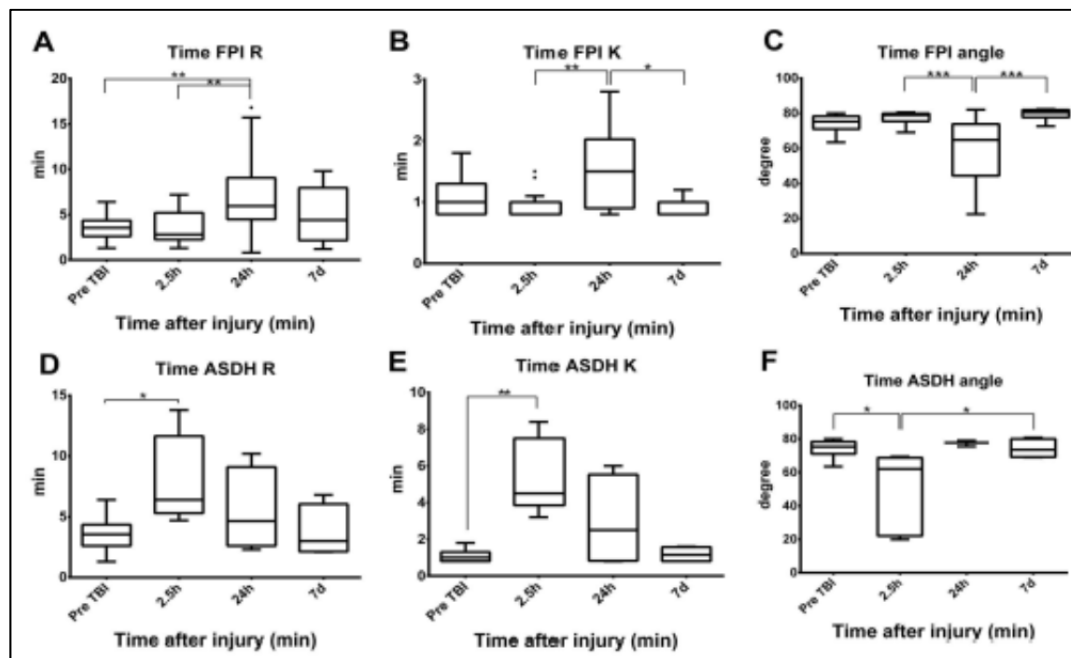 A
Time FPI R
20
15
10
5
0
min
**
**
Pre TBI
2.5h
24h
7d
Time after injury (min)
B
Time FPI K
3
2
1
0
min
**
*
Pre TBI
2.5h
24h
7d
Time after injury (min)
C
Time FPI angle
100
80
60
40
20
0
degree
***
***
Pre TBI
2.5h
24h
7d
Time after injury (min)
D
Time ASDH R
15
10
5
0
min
*
Pre TBI
2.5h
24h
7d
Time after injury (min)
E
Time ASDH K
10
8
6
4
2
0
min
**
Pre TBI
2.5h
24h
7d
Time after injury (min)
F
Time ASDH angle
100
80
60
40
20
0
degree
*
*
Pre TBI
2.5h
24h
7d
Time after injury (min)